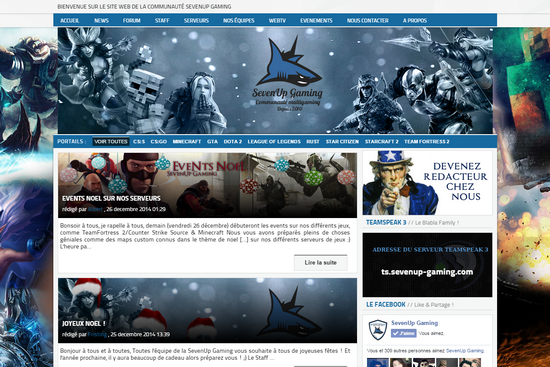 BIENVENUE SUR LE SITE WEB DE LA COMMUNAUTÉ SEVENUP GAMING
ACCUEIL NEWS FORUM STAFF SERVEURS NOS ÉQUIPES WEBTV EVENEMENTS NOUS CONTACTER A PROPOS
SevenUp Gaming
Communauté multigaming
Depuis
PORTAILS : VOIR TOUTES CS:S CS:GO MINECRAFT GTA DOTA 2 LEAGUE OF LEGENDS RUST STAR CITIZEN STARCRAFT 2 TEAM FORTRESS 2
EVENTS NOEL
SEVENUP GAMING
EVENTS NOEL SUR NOS SERVEURS
rédigé par , 26 decembre 2014 01:29
Bonsoir à tous, je rapelle à tous, demain (vendredi 26 décembre) débuteront les events sur nos différents jeux, comme TeamFortress 2/Counter Strike Source & Minecraft Nous vous avons préparés pleins de choses géniales comme des maps custom connus dans le thème de noel [...] sur nos différents serveurs de jeux :) L'heure pa...
Lire la suite
JOYEUX NOEL !
rédigé par , 25 decembre 2014 13:39
Bonjour à tous et à toutes, Toutes l'équipe de la SevenUp Gaming vous souhaite à tous de joyeuses fêtes ! Et l'année prochaine, il y aura beaucoup de cadeau alors préparez vous ! ;) Le Staff ...
DEVENEZ
REDACTEUR
CHEZ
NOUS
TEAMSPEAK 3 // Le Blabla Family !
ADRESSE DU SERVEUR TEAMSPEAK 3
ts.sevenup-gaming.com
LE FACEBOOK // Like & Partage !
SevenUp Gaming
J'aime Vous aimez.
Vous et 309 autres personnes aimez SevenUp Gaming.